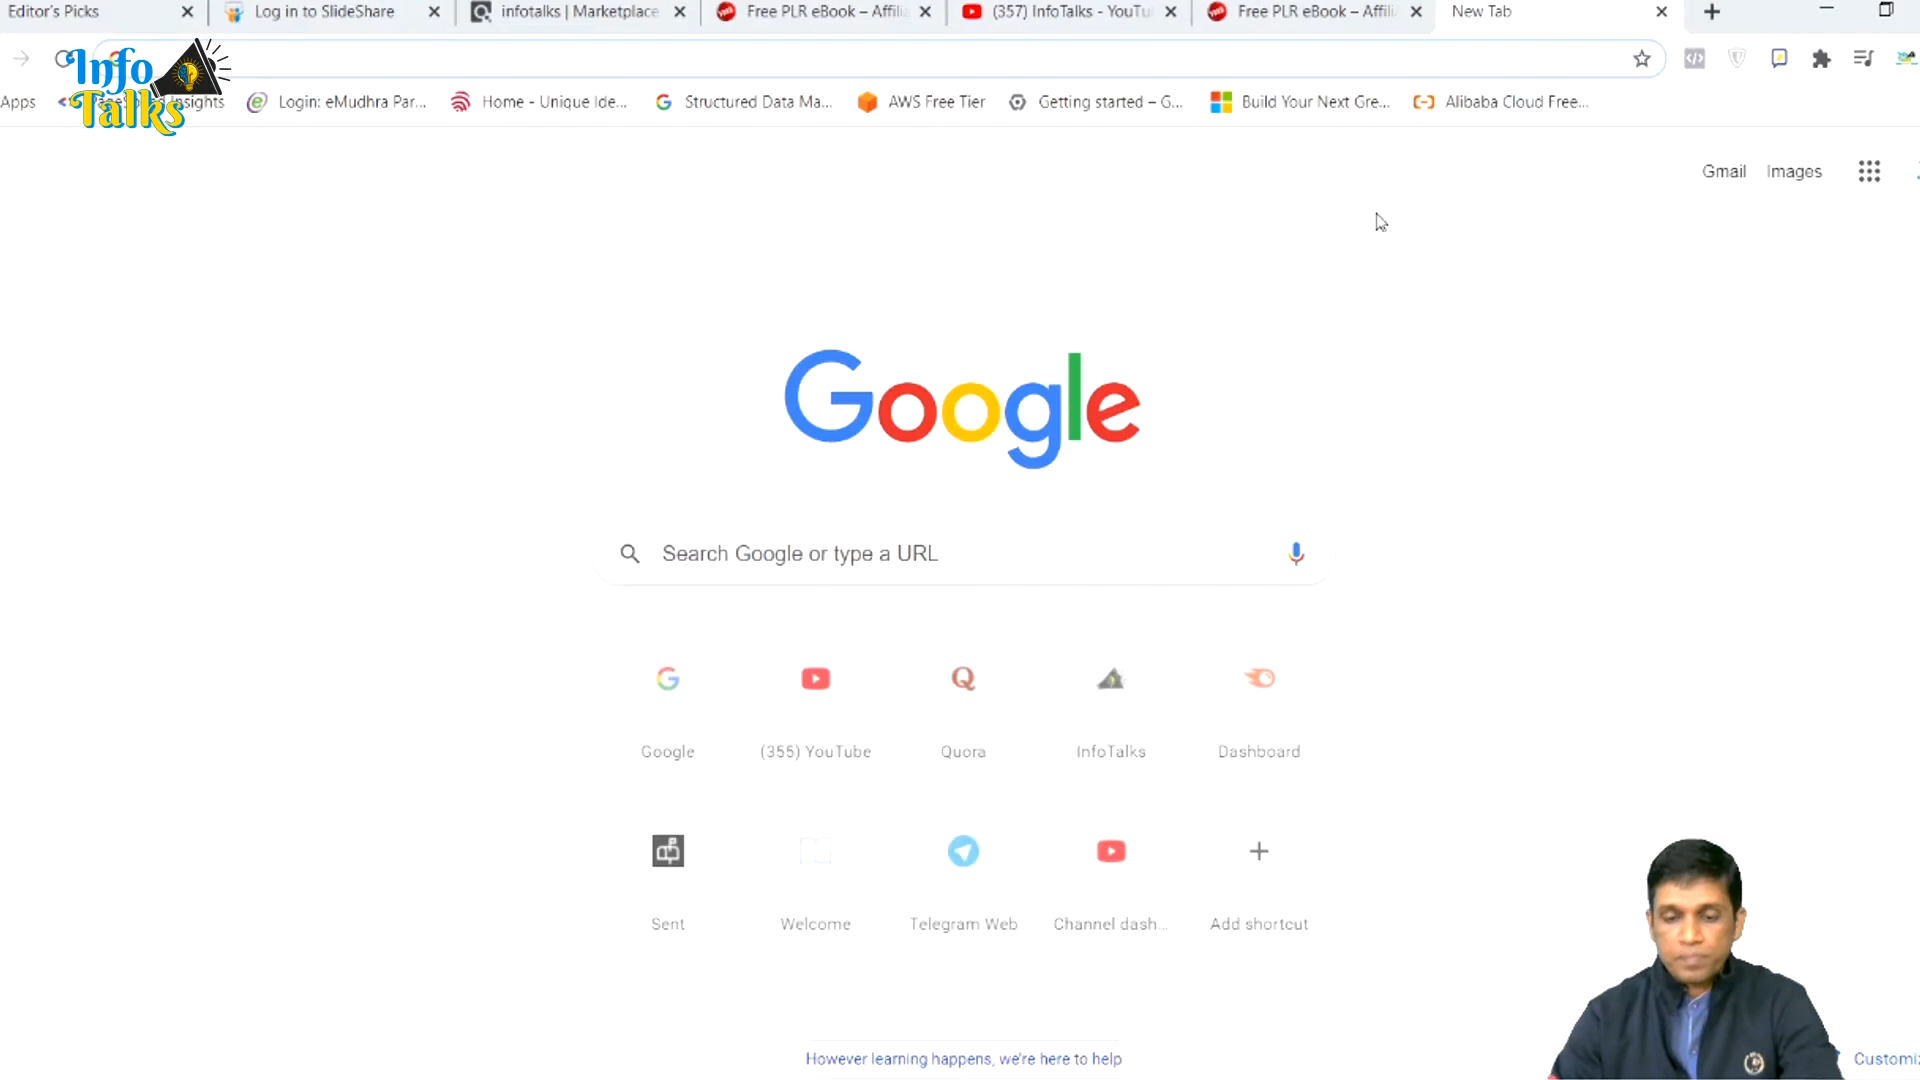 Editor's Picks
Log in to SlideShare
infotalks | Marketplace
Free PLR eBook – Affili
(357) InfoTalks - YouTu
Free PLR eBook – Affili
New Tab
Info
Talks
Apps
Insights
Login: eMudhra Par...
Home - Unique Ide...
Structured Data Ma...
AWS Free Tier
Getting started – G...
Build Your Next Gre...
Alibaba Cloud Free...
Gmail
Images
Google
Search Google or type a URL
Google
(355) YouTube
Quora
InfoTalks
Dashboard
Sent
Welcome
Telegram Web
Channel dash...
Add shortcut
However learning happens, we're here to help
Customiz